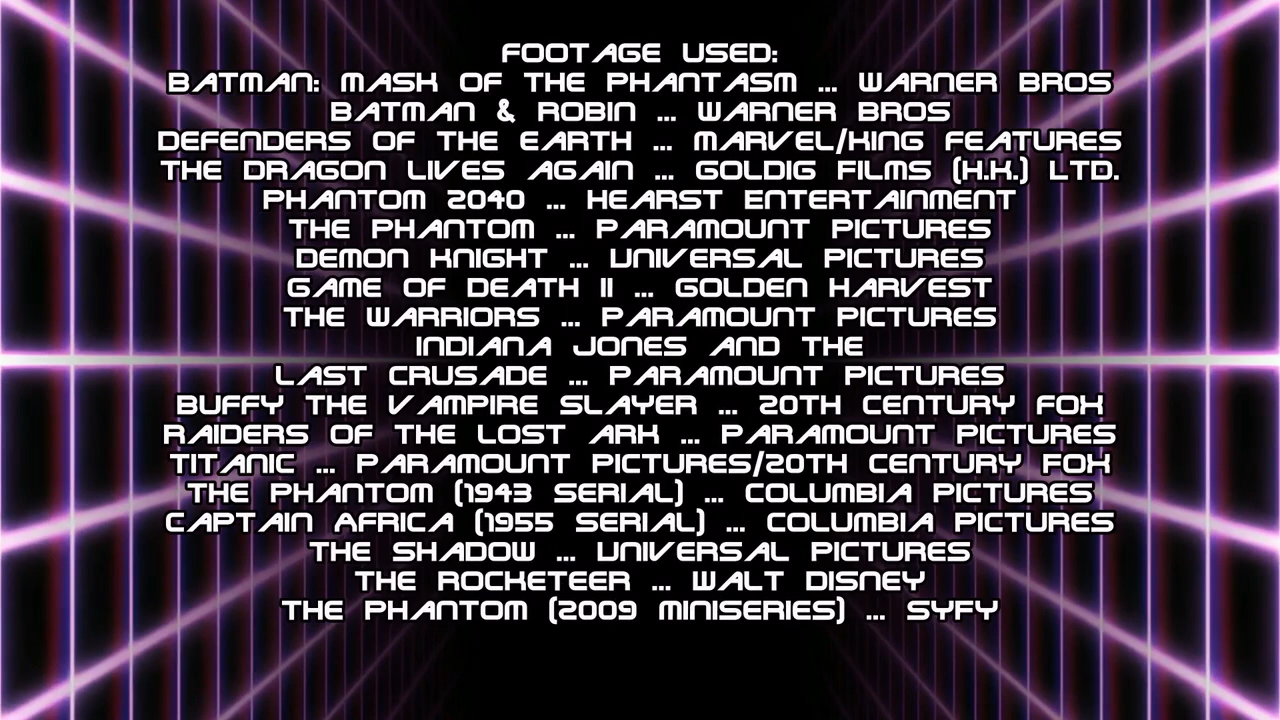 FOOTAGE USED:
BATMAN: MASK OF THE PHANTASM ... WARNER BROS
BATMAN & ROBIN ... WARNER BROS
DEFENDERS OF THE EARTH ... MARVEL/KING FEATURES
THE DRAGON LIVES AGAIN ... GOLDIG FILMS (H.K.) LTD.
PHANTOM 2040 ... HEARST ENTERTAINMENT
THE PHANTOM ... PARAMOUNT PICTURES
DEMON KNIGHT ... UNIVERSAL PICTURES
GAME OF DEATH II ... GOLDEN HARVEST
THE WARRIORS ... PARAMOUNT PICTURES
INDIANA JONES AND THE
LAST CRUSADE ... PARAMOUNT PICTURES
BUFFY THE VAMPIRE SLAYER ... 20TH CENTURY FOX
RAIDERS OF THE LOST ARK ... PARAMOUNT PICTURES
TITANIC ... PARAMOUNT PICTURES/20TH CENTURY FOX
THE PHANTOM (1943 SERIAL) ... COLUMBIA PICTURES
CAPTAIN AFRICA (1955 SERIAL) ... COLUMBIA PICTURES
THE SHADOW ... UNIVERSAL PICTURES
THE ROCKETEER ... WALT DISNEY
THE PHANTOM (2009 MINISERIES) ... SYFY